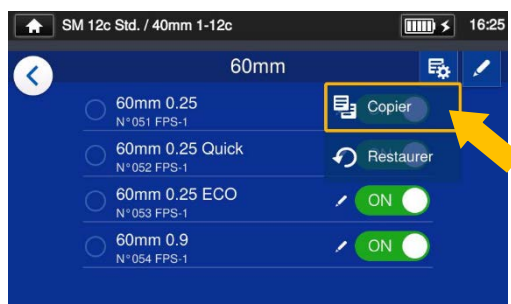 SM 12c Std. / 40mm 1-12c
16:25
60mm
60mm 0.25
N°051 FPS-1
Copier
60mm 0.25 Quick
N°052 FPS-1
Restaurer
60mm 0.25 ECO
N°053 FPS-1
ON
60mm 0.9
N°054 FPS-1
ON